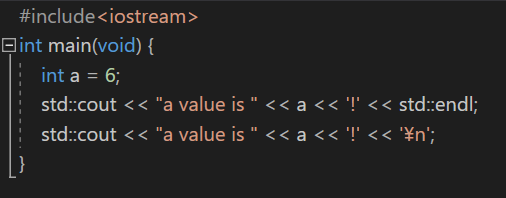 #include<iostream>
int main(void) {
int a = 6;
std::cout << "a value is " << a << '!' << std::endl;
std::cout << "a value is " << a << '!' << '¥n';
}